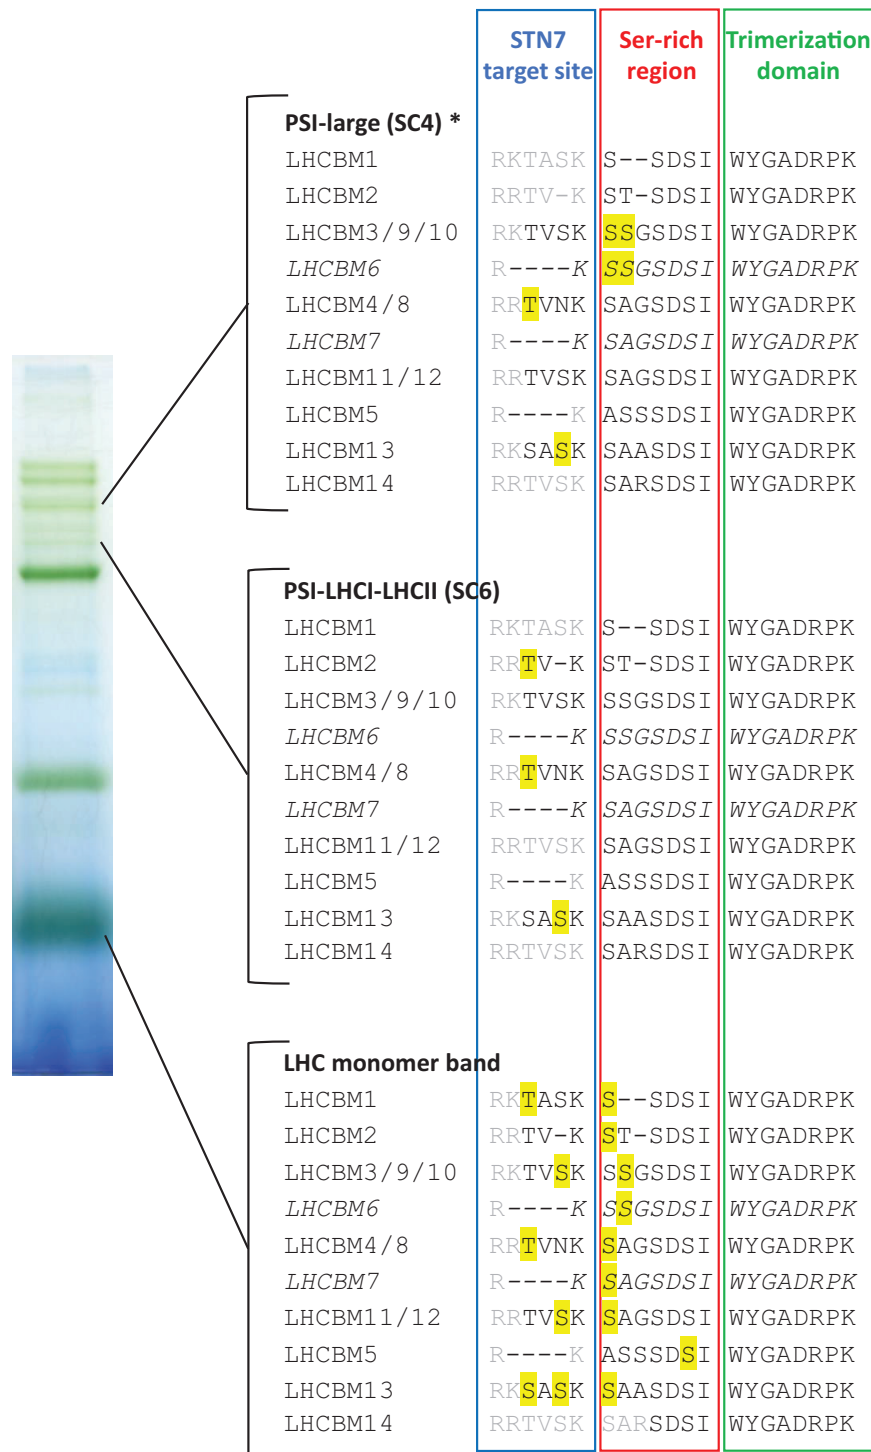 STN7 target site Ser-rich region Trimerization domain
PSI-large (SC4) *
LHCBM1 RKTASK S--SDSI WYGADRPK
LHCBM2 RRTV-K ST-SDSI WYGADRPK
LHCBM3/9/10 RKTVSK SSGSDSI WYGADRPK
LHCBM6 R----K SSGSDSI WYGADRPK
LHCBM4/8 RRTVNK SAGSDSI WYGADRPK
LHCBM7 R----K SAGSDSI WYGADRPK
LHCBM11/12 RRTVSK SAGSDSI WYGADRPK
LHCBM5 R----K ASSSDSI WYGADRPK
LHCBM13 RKSASK SAASDSI WYGADRPK
LHCBM14 RRTVSK SARSDSI WYGADRPK
PSI-LHCI-LHCII (SC6)
LHCBM1 RKTASK S--SDSI WYGADRPK
LHCBM2 RRTV-K ST-SDSI WYGADRPK
LHCBM3/9/10 RKTVSK SSGSDSI WYGADRPK
LHCBM6 R----K SSGSDSI WYGADRPK
LHCBM4/8 RRTVNK SAGSDSI WYGADRPK
LHCBM7 R----K SAGSDSI WYGADRPK
LHCBM11/12 RRTVSK SAGSDSI WYGADRPK
LHCBM5 R----K ASSSDSI WYGADRPK
LHCBM13 RKSASK SAASDSI WYGADRPK
LHCBM14 RRTVSK SARSDSI WYGADRPK
LHC monomer band
LHCBM1 RKTASK S--SDSI WYGADRPK
LHCBM2 RRTV-K ST-SDSI WYGADRPK
LHCBM3/9/10 RKTVSK SSGSDSI WYGADRPK
LHCBM6 R----K SSGSDSI WYGADRPK
LHCBM4/8 RRTVNK SAGSDSI WYGADRPK
LHCBM7 R----K SAGSDSI WYGADRPK
LHCBM11/12 RRTVSK SAGSDSI WYGADRPK
LHCBM5 R----K ASSSDSI WYGADRPK
LHCBM13 RKSASK SAASDSI WYGADRPK
LHCBM14 RRTVSK SARSDSI WYGADRPK